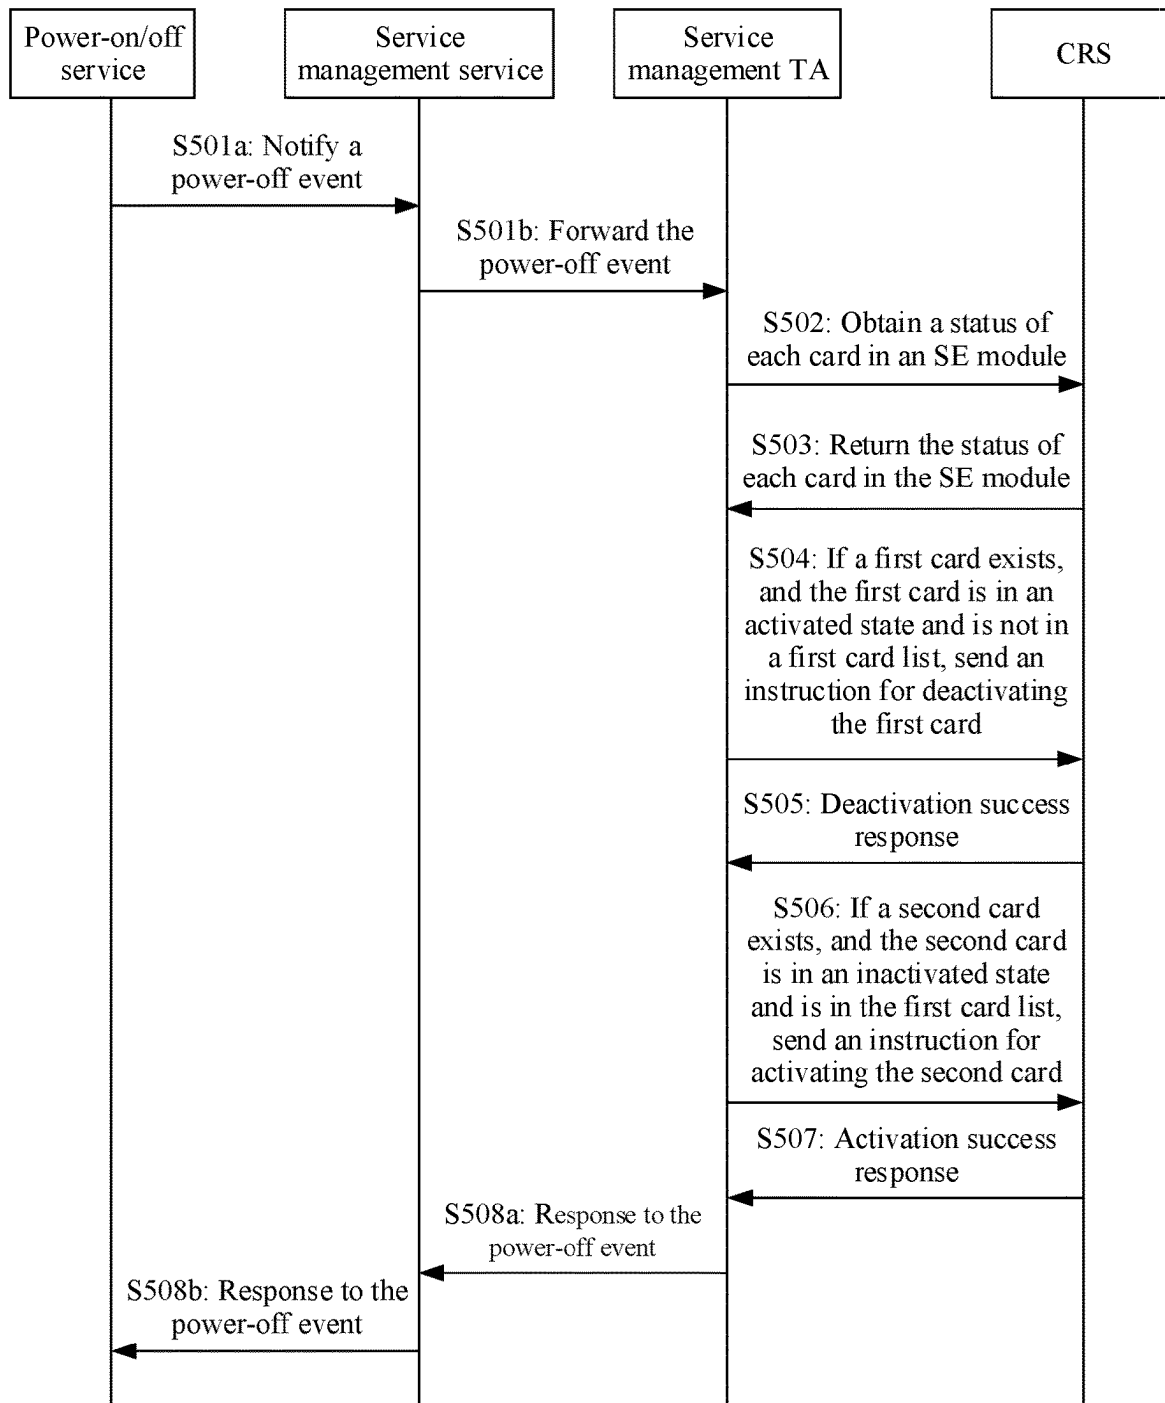 Power-on/off
service
Service
management service
Service
management TA
CRS
S501a: Notify a
power-off event
S501b: Forward the
power-off event
S502: Obtain a status of
each card in an SE module
S503: Return the status of
each card in the SE module
S504: If a first card exists,
and the first card is in an
activated state and is not in
a first card list, send an
instruction for deactivating
the first card
S505: Deactivation success
response
S506: If a second card
exists, and the second card
is in an inactivated state
and is in the first card list,
send an instruction for
activating the second card
S507: Activation success
response
S508a: Response to the
power-off event
S508b: Response to the
power-off event